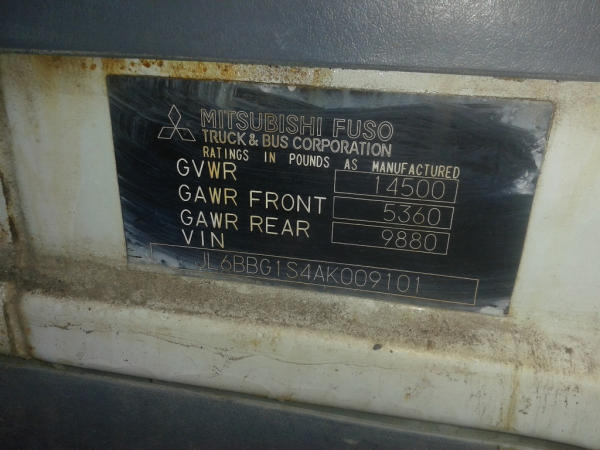 MITSUBISHI FUSO
TRUCK & BUS CORPORATION
RATINGS IN POUNDS AS MANUFACTURED
GVWR 14500
GAWR FRONT 5360
GAWR REAR 9880
VIN
JL6BBG1S4AK009101